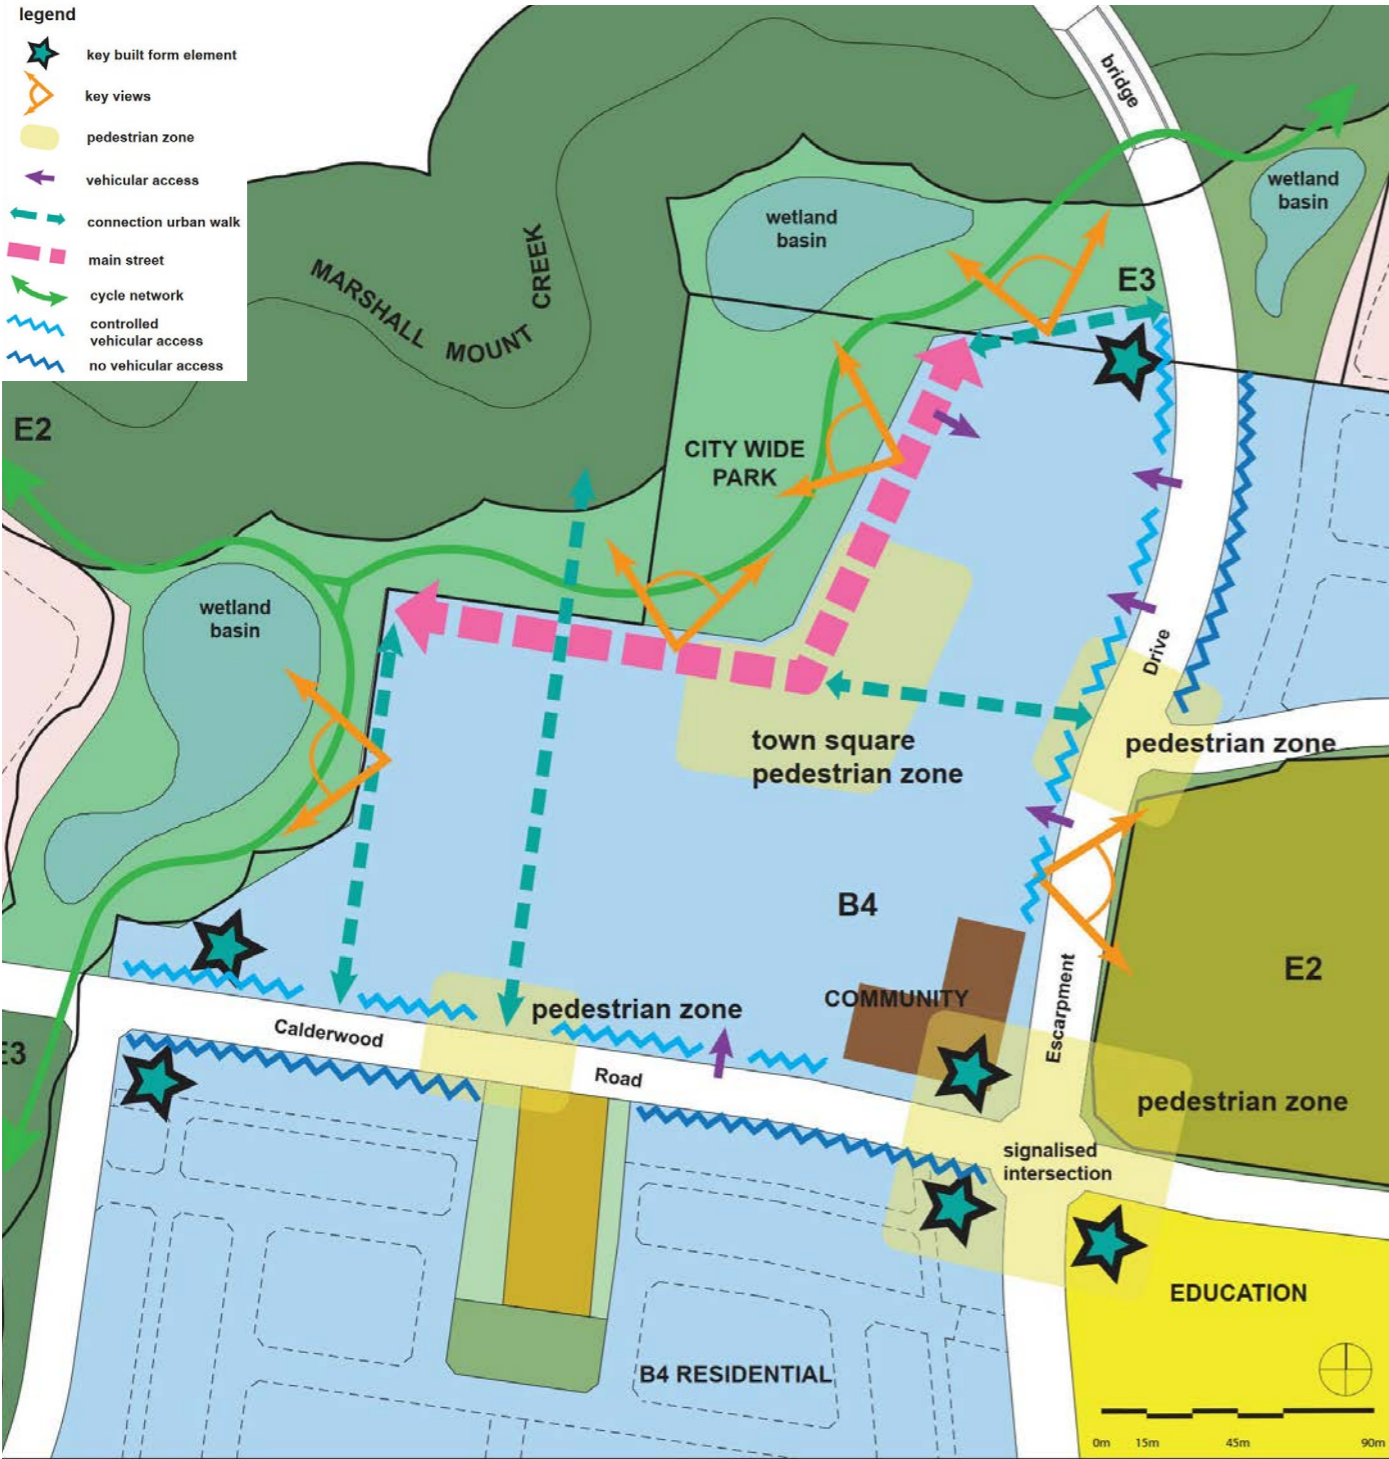 legend
key built form element
key views
pedestrian zone
vehicular access
connection urban walk
main street
cycle network
controlled
vehicular access
no vehicular access
bridge
wetland
basin
wetland
basin
MARSHALL MOUNT CREEK
E3
E2
CITY WIDE
PARK
wetland
basin
Drive
town square
pedestrian zone
pedestrian zone
B4
E2
COMMUNITY
pedestrian zone
Escarpment
Calderwood
Road
E3
pedestrian zone
signalised
intersection
EDUCATION
B4 RESIDENTIAL
0m 15m 45m 90m